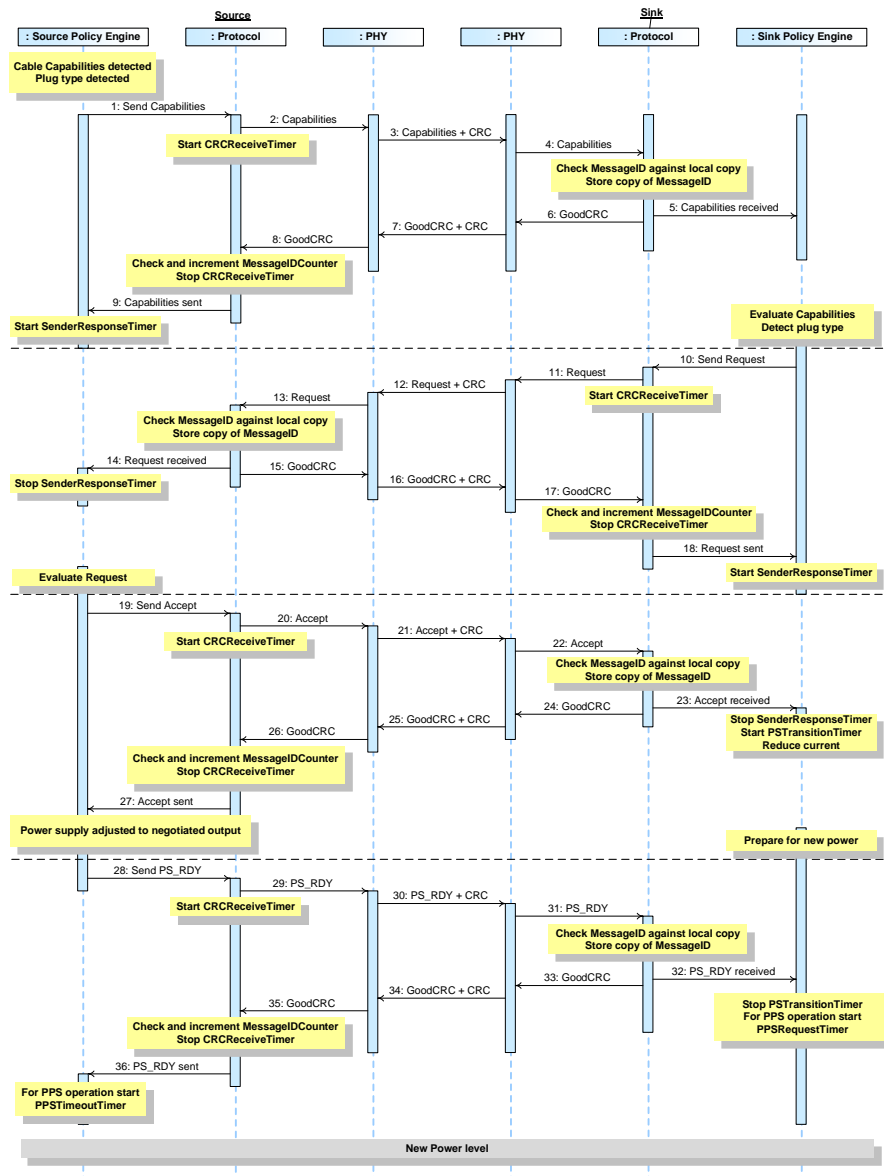 Source
Sink
: Source Policy Engine
: Protocol
: PHY
: PHY
: Protocol
: Sink Policy Engine
Cable Capabilities detected
Plug type detected
1: Send Capabilities
2: Capabilities
Start CRCReceiveTimer
3: Capabilities + CRC
4: Capabilities
Check MessageID against local copy
Store copy of MessageID
5: Capabilities received
6: GoodCRC
7: GoodCRC + CRC
8: GoodCRC
Check and increment MessageIDCounter
Stop CRCReceiveTimer
9: Capabilities sent
Start SenderResponseTimer
Evaluate Capabilities
Detect plug type
10: Send Request
11: Request
Start CRCReceiveTimer
12: Request + CRC
13: Request
Check MessageID against local copy
Store copy of MessageID
14: Request received
Stop SenderResponseTimer
15: GoodCRC
16: GoodCRC + CRC
17: GoodCRC
Check and increment MessageIDCounter
Stop CRCReceiveTimer
18: Request sent
Start SenderResponseTimer
Evaluate Request
19: Send Accept
20: Accept
Start CRCReceiveTimer
21: Accept + CRC
22: Accept
Check MessageID against local copy
Store copy of MessageID
23: Accept received
Stop SenderResponseTimer
Start PSTransitionTimer
Reduce current
24: GoodCRC
25: GoodCRC + CRC
26: GoodCRC
Check and increment MessageIDCounter
Stop CRCReceiveTimer
27: Accept sent
Power supply adjusted to negotiated output
Prepare for new power
28: Send PS_RDY
29: PS_RDY
Start CRCReceiveTimer
30: PS_RDY + CRC
31: PS_RDY
Check MessageID against local copy
Store copy of MessageID
32: PS_RDY received
33: GoodCRC
34: GoodCRC + CRC
35: GoodCRC
Stop PSTransitionTimer
For PPS operation start
PPSRequestTimer
Check and increment MessageIDCounter
Stop CRCReceiveTimer
36: PS_RDY sent
For PPS operation start
PPSTimeoutTimer
New Power level